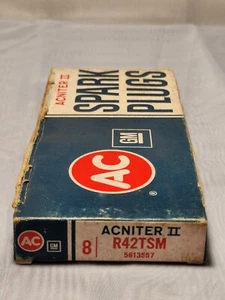 ACNITER II
SPARK
PLUGS
GM
AC
®
AC
GM
8
ACNITER II
R42TSM
5613557